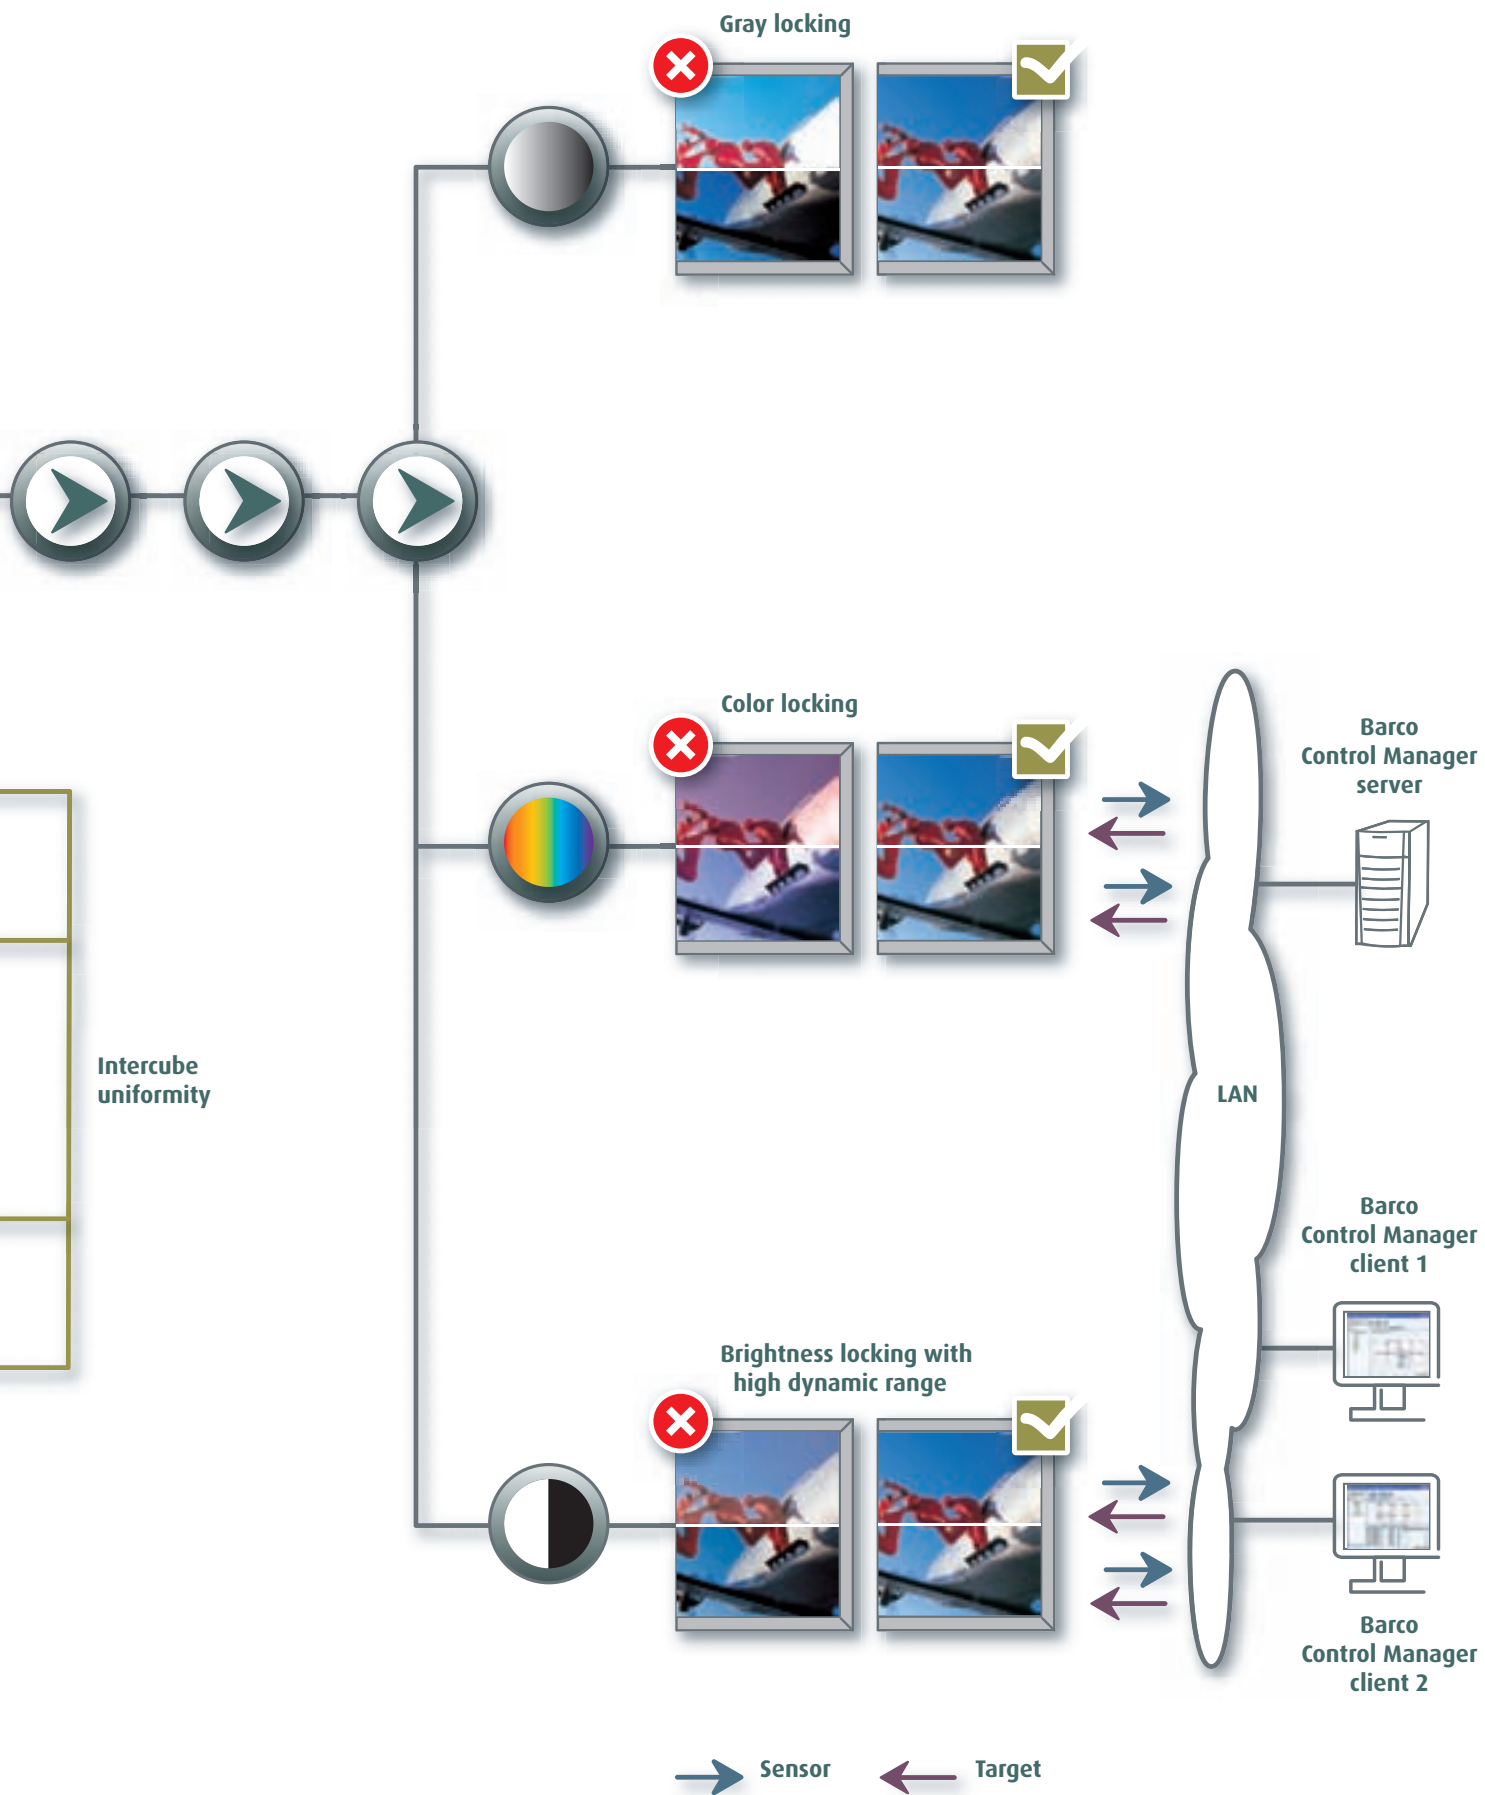 Gray locking
Color locking
Barco
Control Manager
server
Intercube
uniformity
LAN
Barco
Control Manager
client 1
Brightness locking with
high dynamic range
Barco
Control Manager
client 2
Sensor
Target